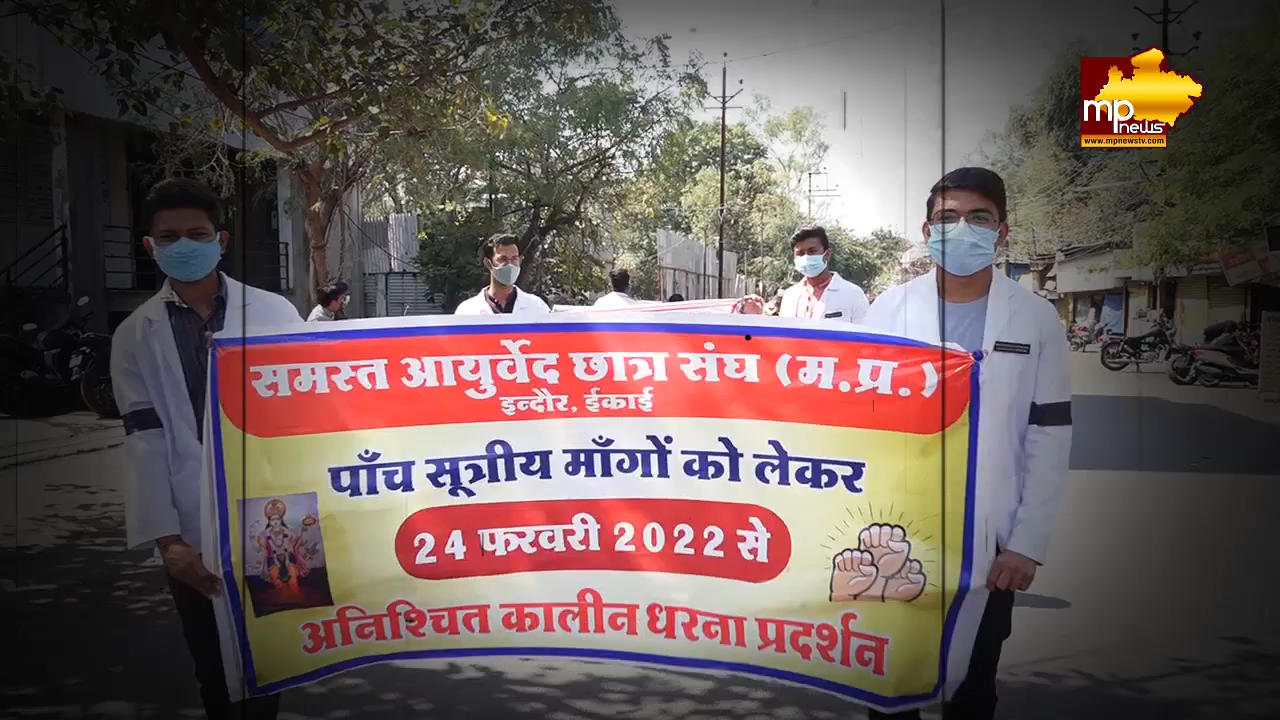 mp news
www.mpnewstv.com
समस्त आयुर्वेद छात्र संघ (म.प्र.)
इन्दौर, ईकाई
पाँच सूत्रीय माँगों को लेकर
24 फरवरी 2022 से
अनिश्चित कालीन धरना प्रदर्शन